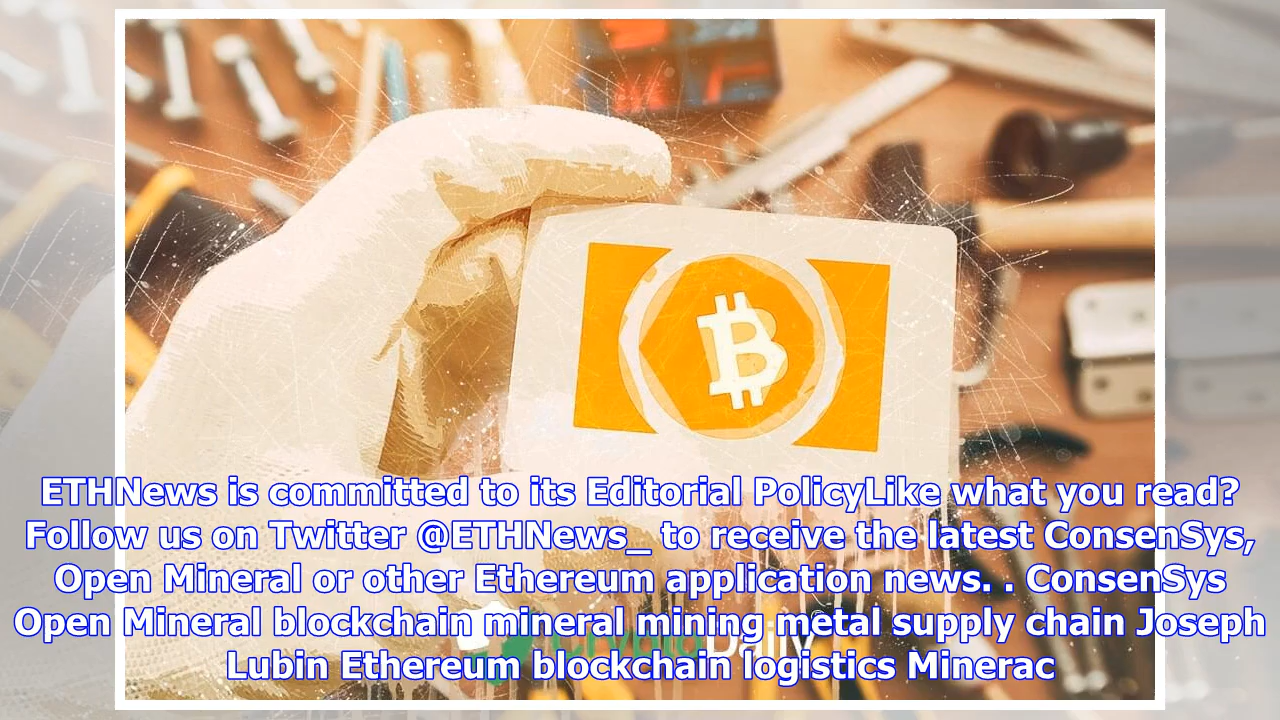 ETHNews is committed to its Editorial PolicyLike what you read?
Follow us on Twitter @ETHNews_ to receive the latest ConsenSys,
Open Mineral or other Ethereum application news. . ConsenSys
Open Mineral blockchain mineral mining metal supply chain Joseph
Lubin Ethereum blockchain logistics Minerac